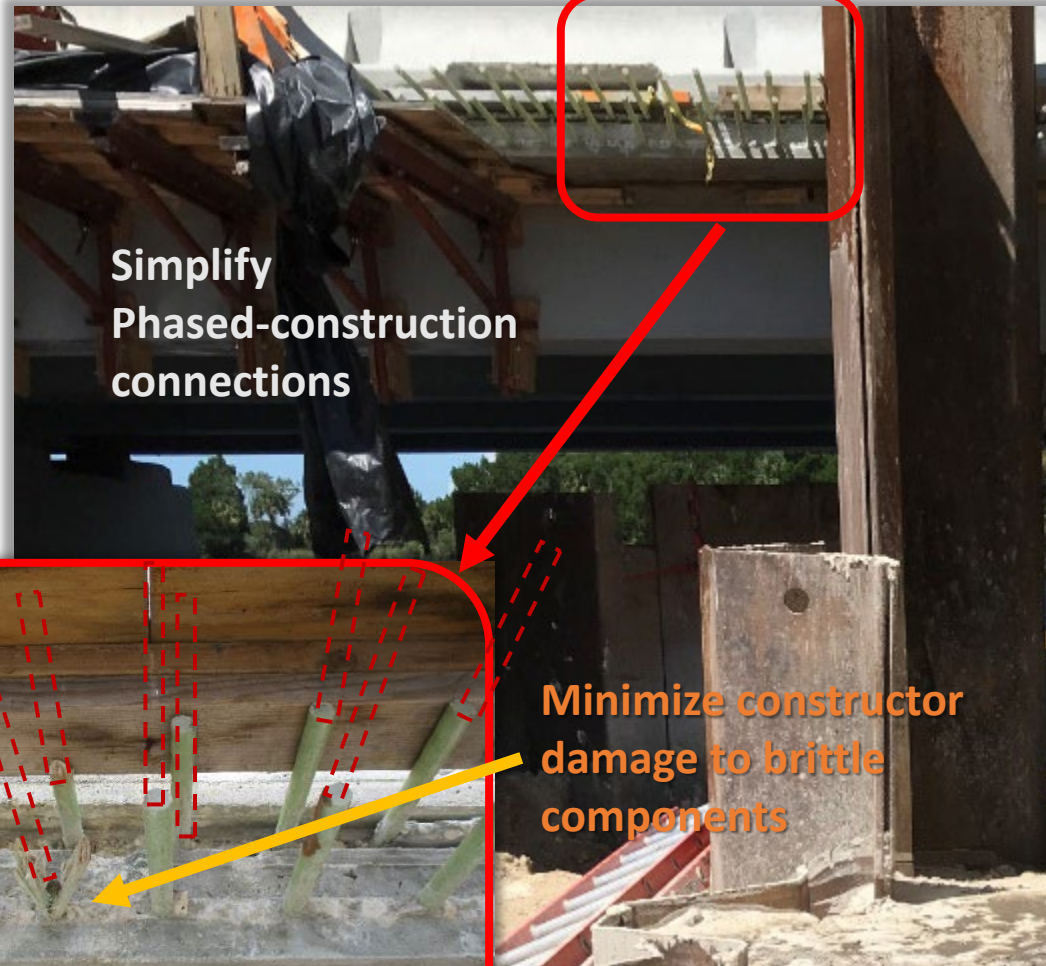 Simplify
Phased-construction
connections
Minimize constructor
damage to brittle
components